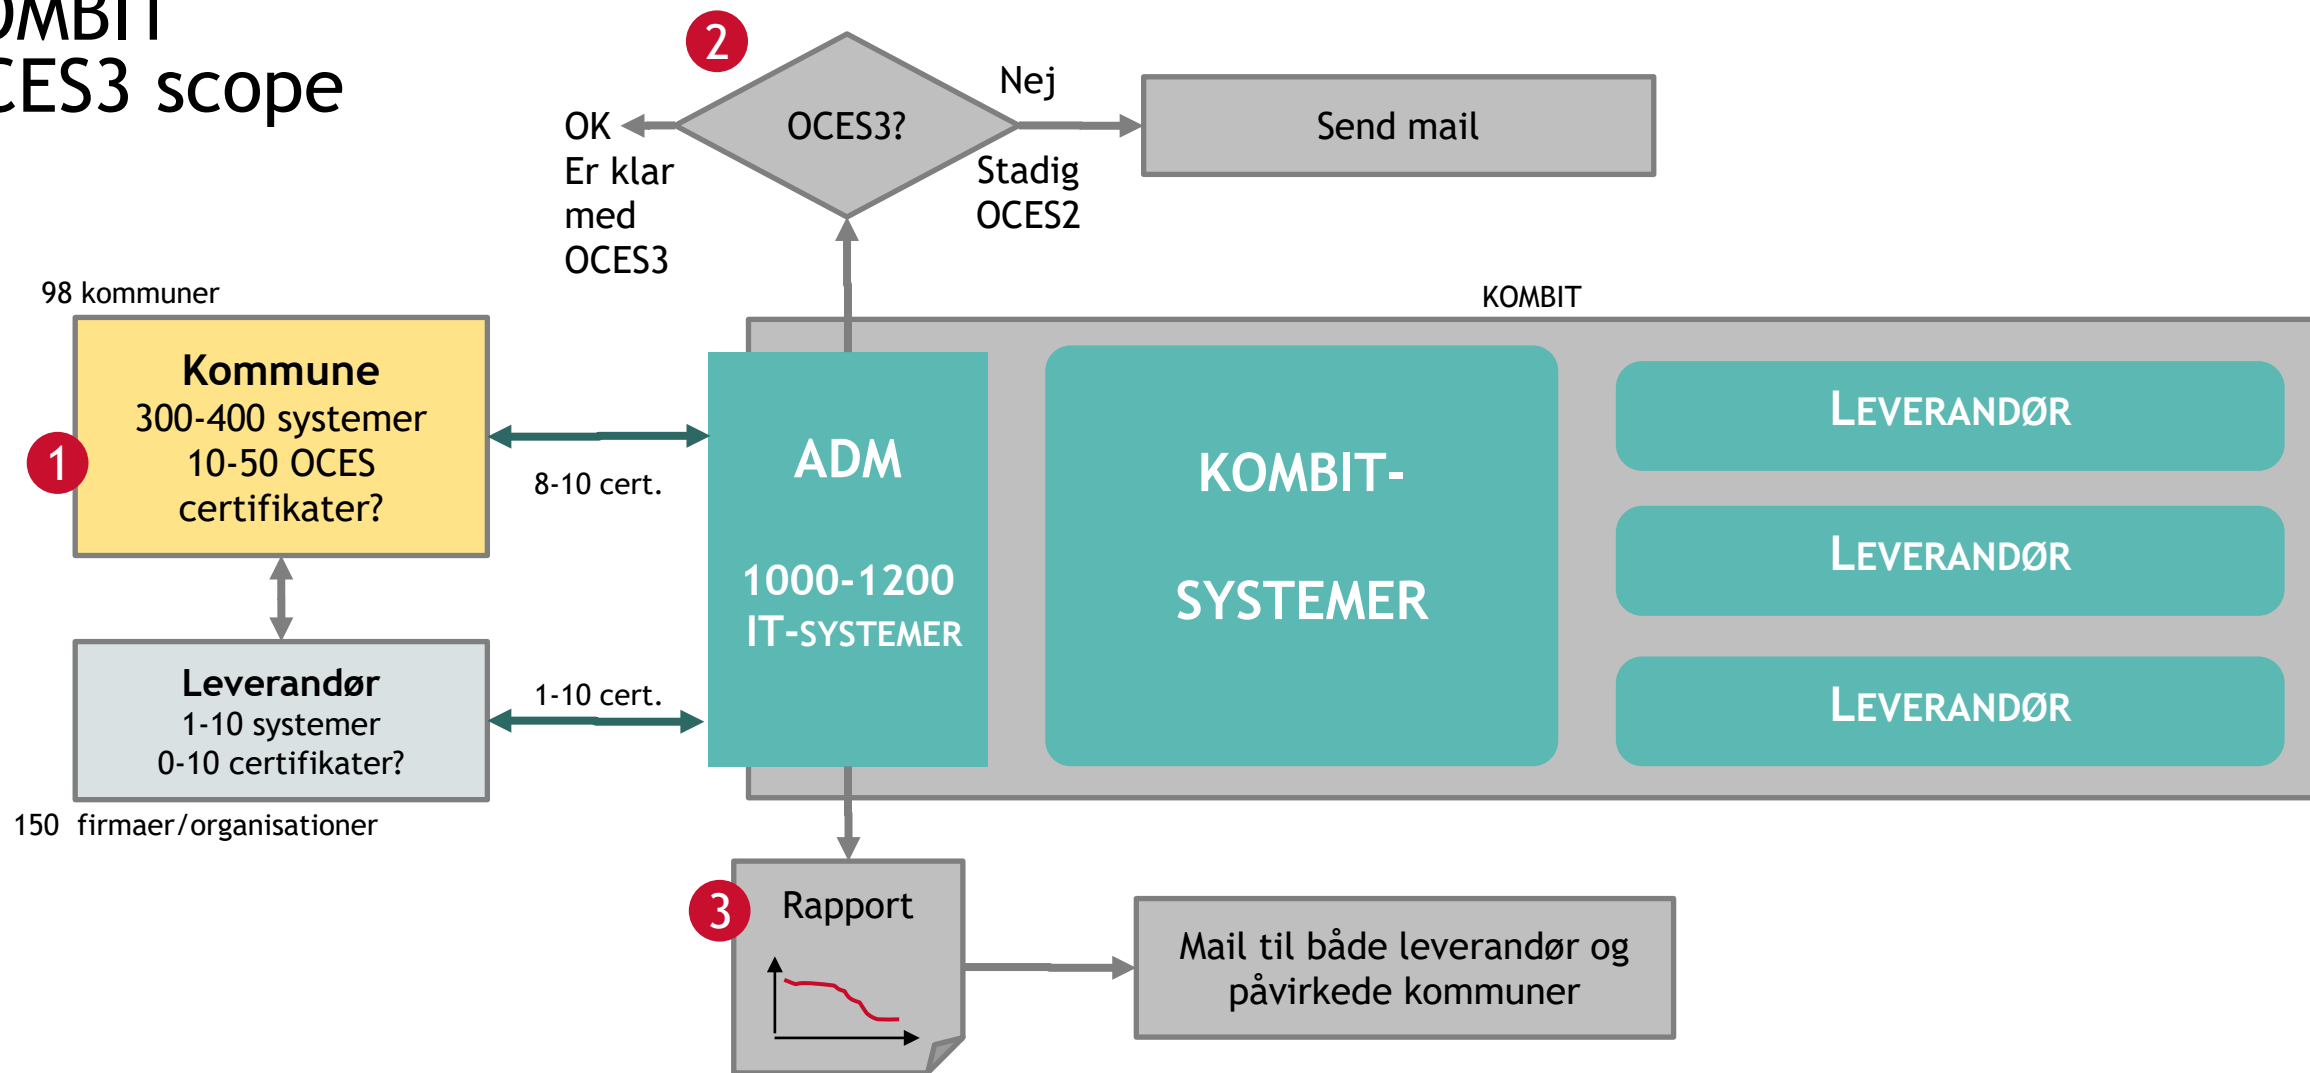 OMBIT
CES3 scope
2
OCES3?
Nej
Stadig
OCES2
OK
Er klar
med
OCES3
Send mail
98 kommuner
KOMBIT
1
Kommune
300-400 systemer
10-50 OCES
certifikater?
8-10 cert.
ADM
1000-1200
IT-SYSTEMER
KOMBIT-
SYSTEMER
LEVERANDØR
LEVERANDØR
LEVERANDØR
Leverandør
1-10 systemer
0-10 certifikater?
1-10 cert.
150 firmaer/organisationer
3
Rapport
Mail til både leverandør og
påvirkede kommuner